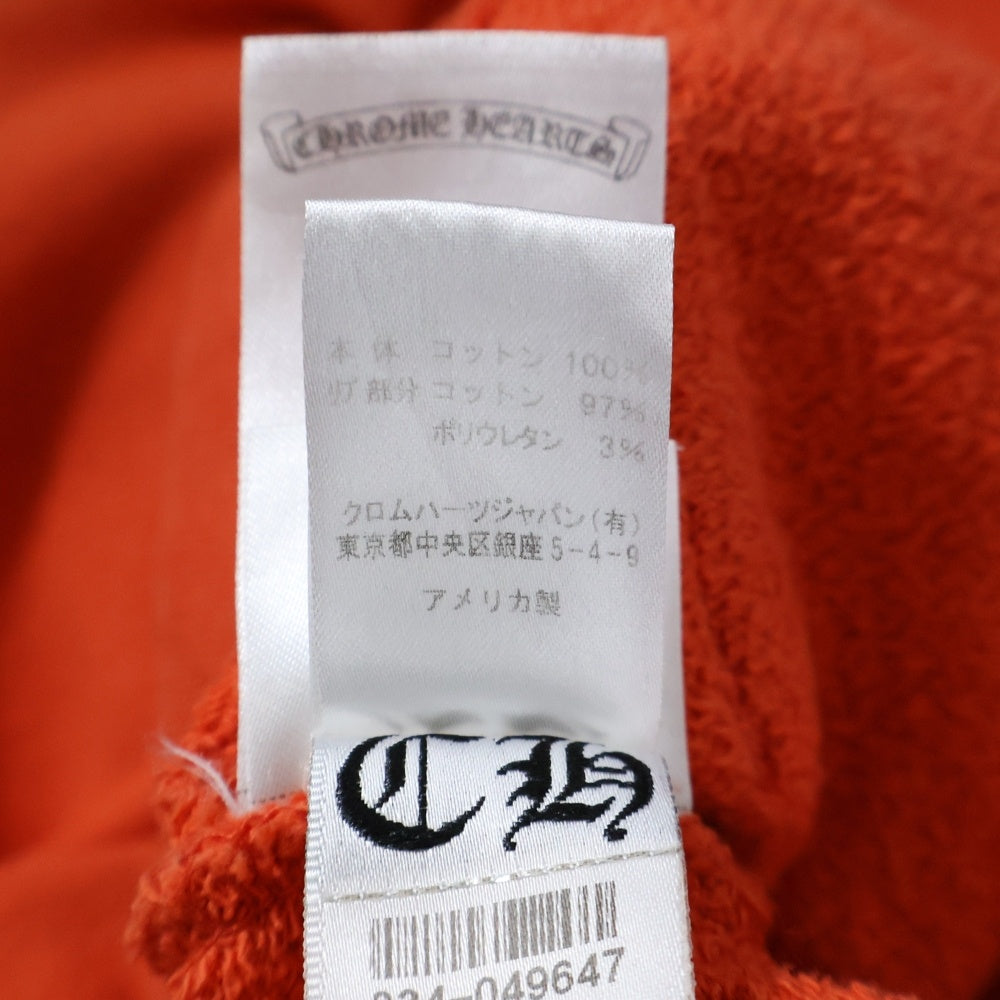 CHROME HEARTS
本体 コットン 100%
リブ部分 コットン 97%
ポリウレタン 3%
クロムハーツジャパン(有)
東京都中央区銀座5-4-9
アメリカ製
CH
234-049647